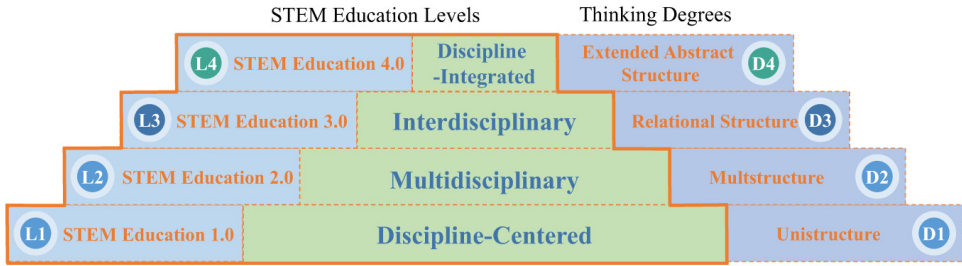 STEM Education Levels
Thinking Degrees
L4
STEM Education 4.0
Discipline
-Integrated
Extended Abstract
Structure
D4
L3
STEM Education 3.0
Interdisciplinary
Relational Structure
D3
L2
STEM Education 2.0
Multidisciplinary
Multstructure
D2
L1
STEM Education 1.0
Discipline-Centered
Unistructure
D1